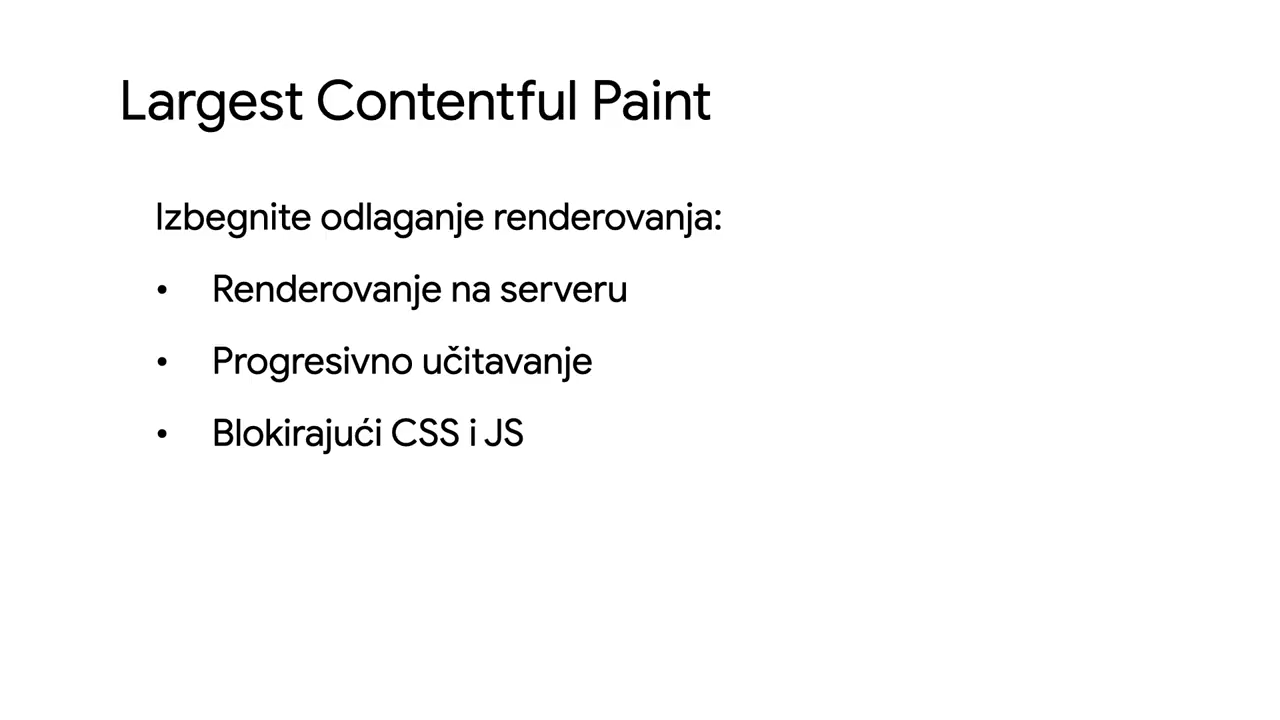 Largest Contentful Paint
Izbegnite odlaganje renderovanja:
• Renderovanje na serveru
• Progresivno učitavanje
• Blokirajući CSS i JS